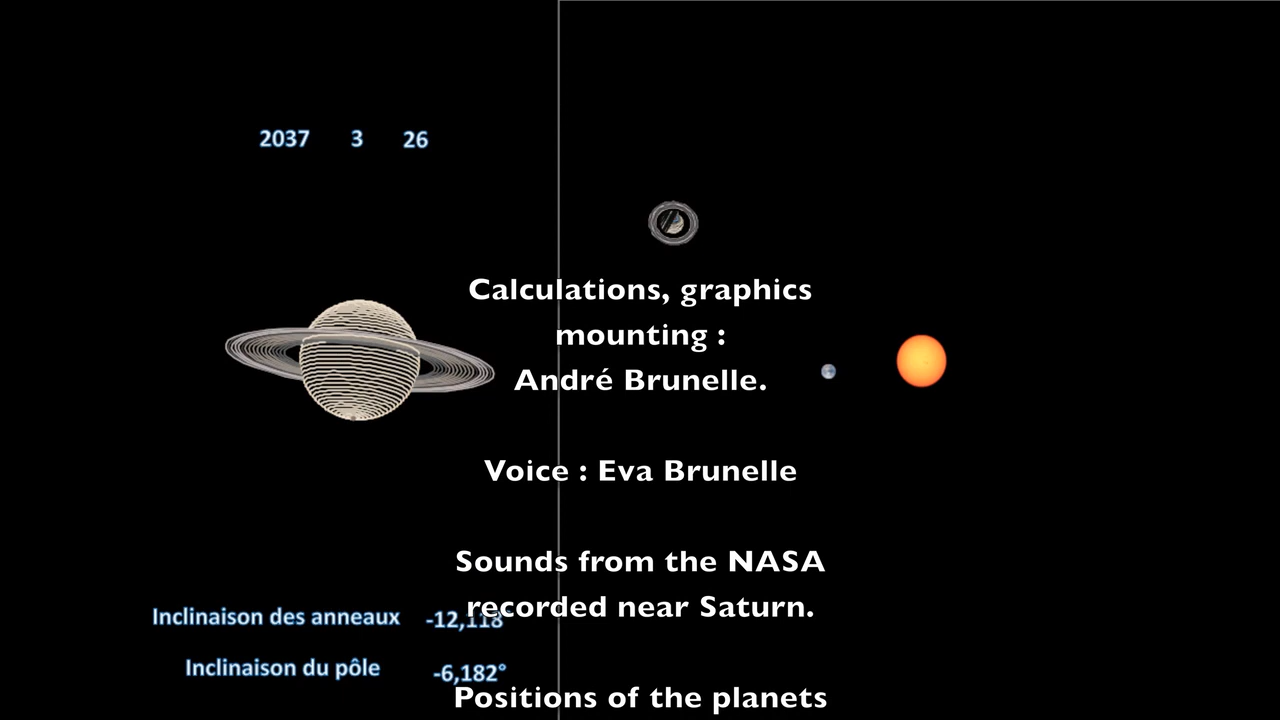 2037 3 26
Calculations, graphics
mounting :
André Brunelle.
Voice : Eva Brunelle
Sounds from the NASA
recorded near Saturn.
Inclinaison des anneaux -12,118°
Inclinaison du pôle -6,182°
Positions of the planets